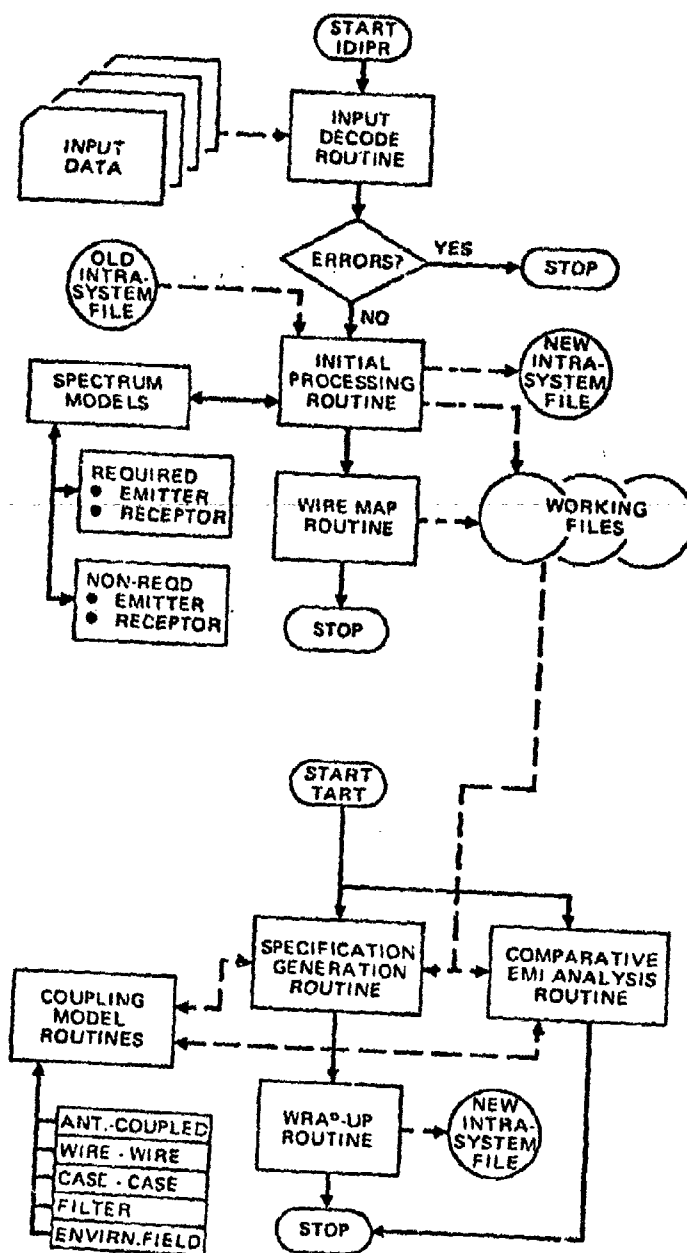 START
IDIPR
INPUT
DATA
INPUT
DECODE
ROUTINE
ERRORS?
YES
STOP
NO
OLD
INTRA-
SYSTEM
FILE
INITIAL
PROCESSING
ROUTINE
NEW
INTRA-
SYSTEM
FILE
SPECTRUM
MODELS
REQUIRED
● EMITTER
● RECEPTOR
NON-REQD
● EMITTER
● RECEPTOR
WIRE MAP
ROUTINE
WORKING
FILES
STOP
START
TART
SPECIFICATION
GENERATION
ROUTINE
COMPARATIVE
EMI ANALYSIS
ROUTINE
COUPLING
MODEL
ROUTINES
ANT.-COUPLED
WIRE - WIRE
CASE - CASE
FILTER
ENVIRN.FIELD
WRAP-UP
ROUTINE
NEW
INTRA-
SYSTEM
FILE
STOP